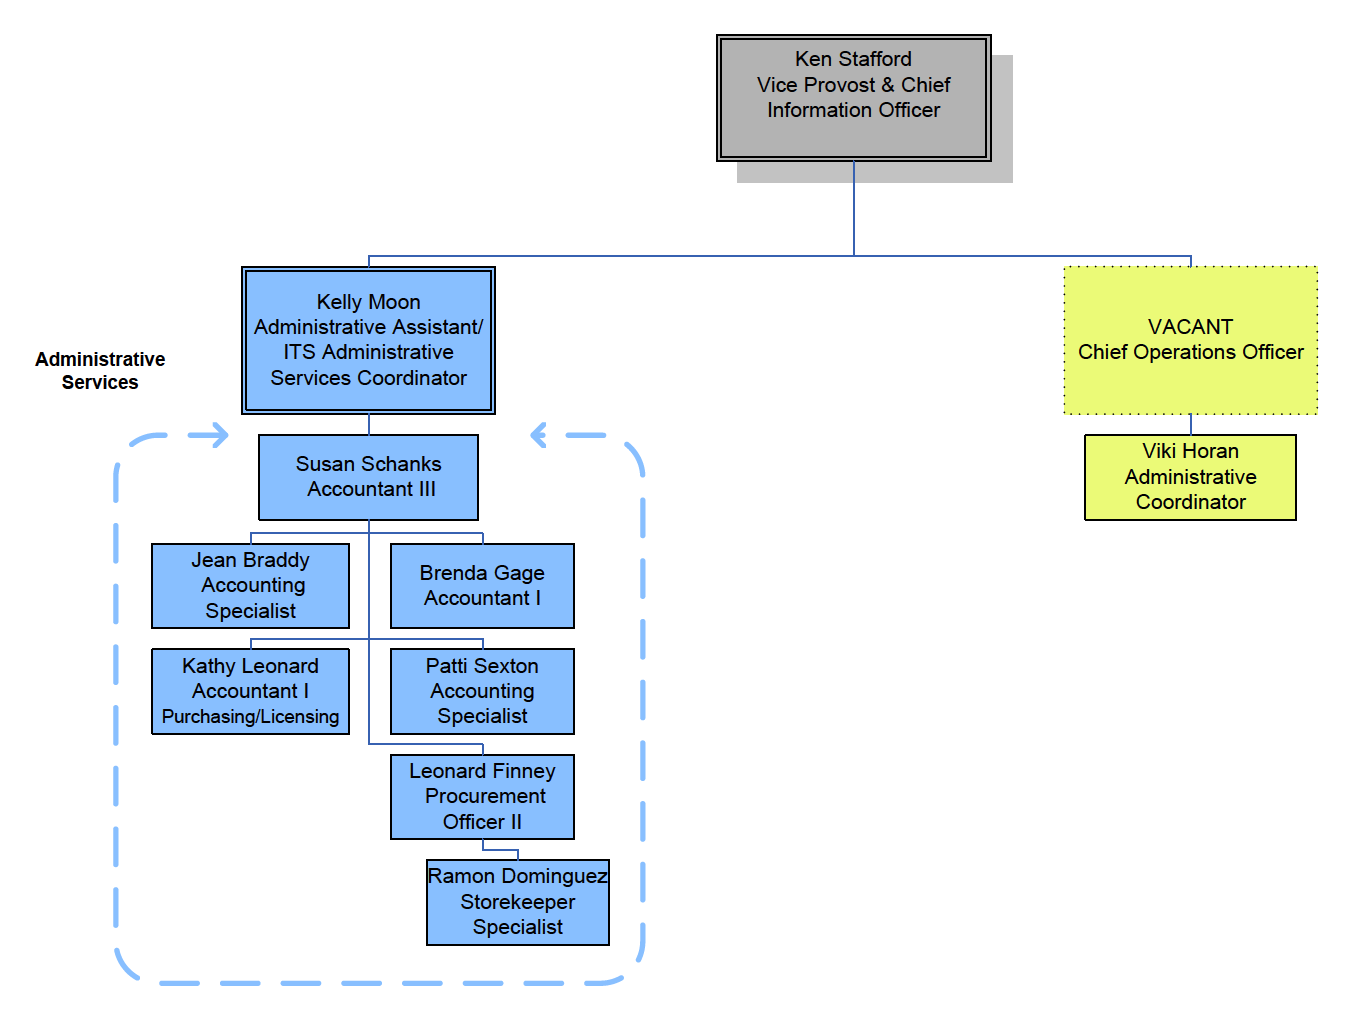 Ken Stafford
Vice Provost & Chief
Information Officer
Kelly Moon
Administrative Assistant/
ITS Administrative
Services Coordinator
VACANT
Chief Operations Officer
Administrative
Services
Susan Schanks
Accountant III
Viki Horan
Administrative
Coordinator
Jean Braddy
Accounting
Specialist
Brenda Gage
Accountant I
Kathy Leonard
Accountant I
Purchasing/Licensing
Patti Sexton
Accounting
Specialist
Leonard Finney
Procurement
Officer II
Ramon Dominguez
Storekeeper
Specialist